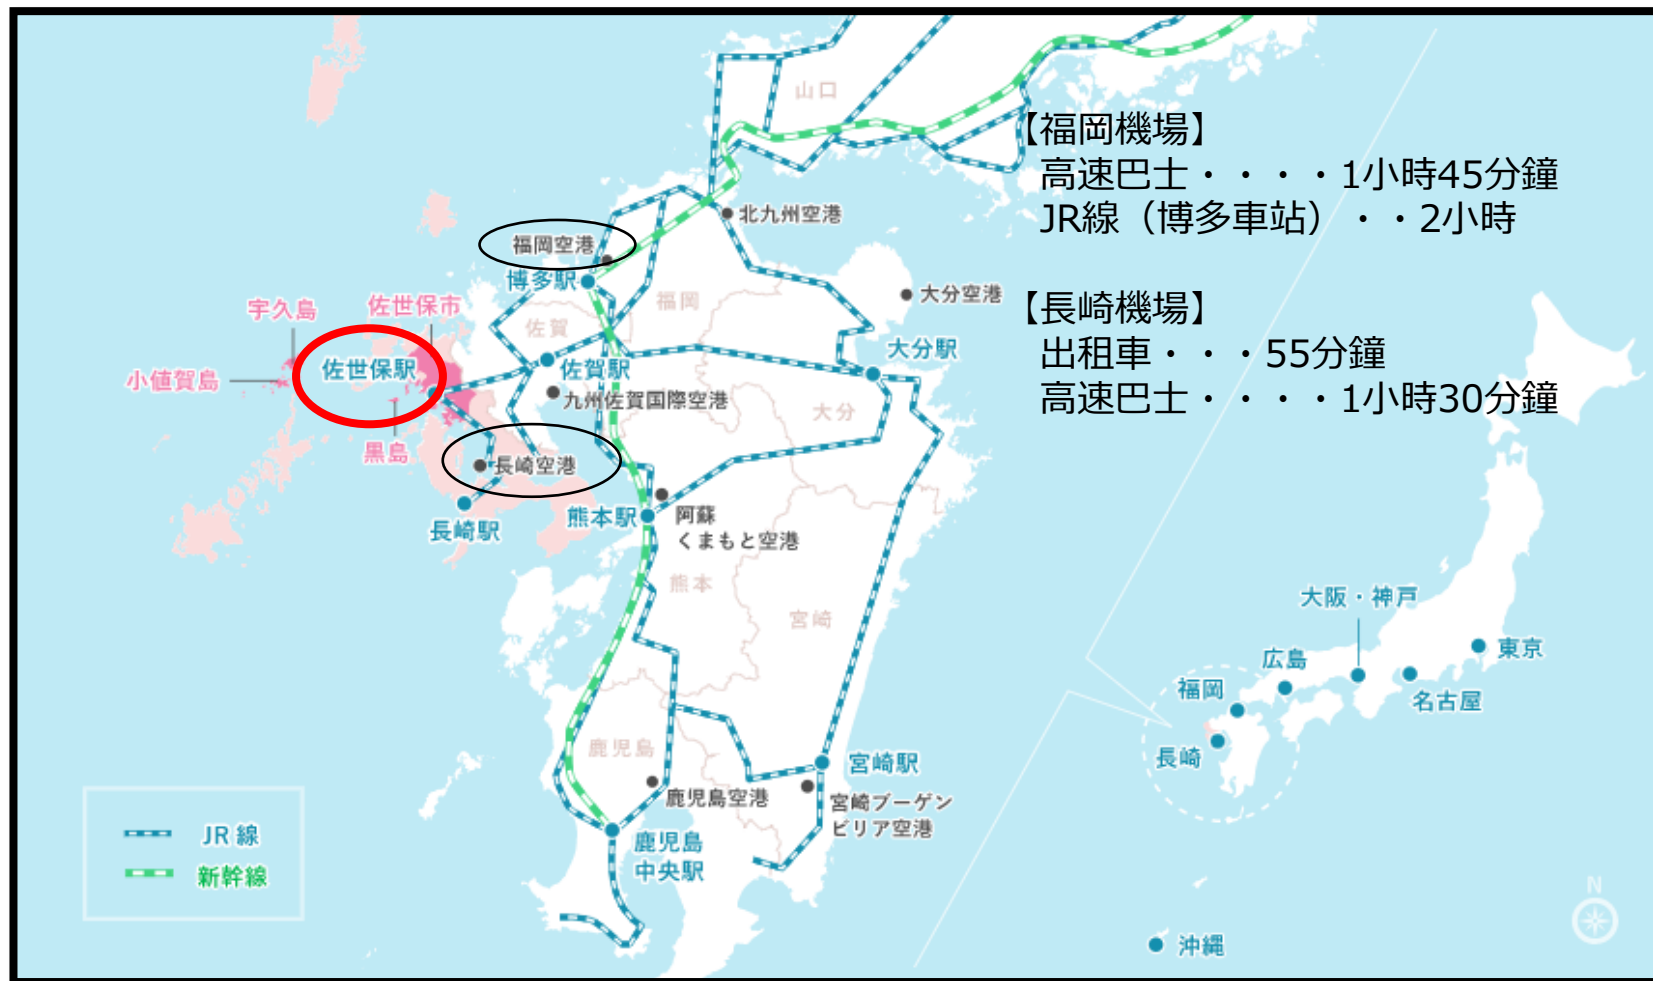 山口
【福岡機場】
高速巴士・・・・1小時45分鐘
JR線（博多車站）・・2小時
北九州空港
福岡空港
博多駅
福岡
大分空港
宇久島
佐世保市
佐賀
【長崎機場】
出租車・・・55分鐘
高速巴士・・・・1小時30分鐘
大分駅
佐世保駅
佐賀駅
小値賀島
九州佐賀国際空港
大分
黒島
長崎空港
熊本駅
阿蘇
くまもと空港
長崎駅
熊本
宮崎
大阪・神戸
東京
広島
福岡
名古屋
長崎
鹿児島
宮崎駅
鹿児島空港
宮崎ブーゲン
ビリア空港
JR線
新幹線
鹿児島
中央駅
N
沖縄